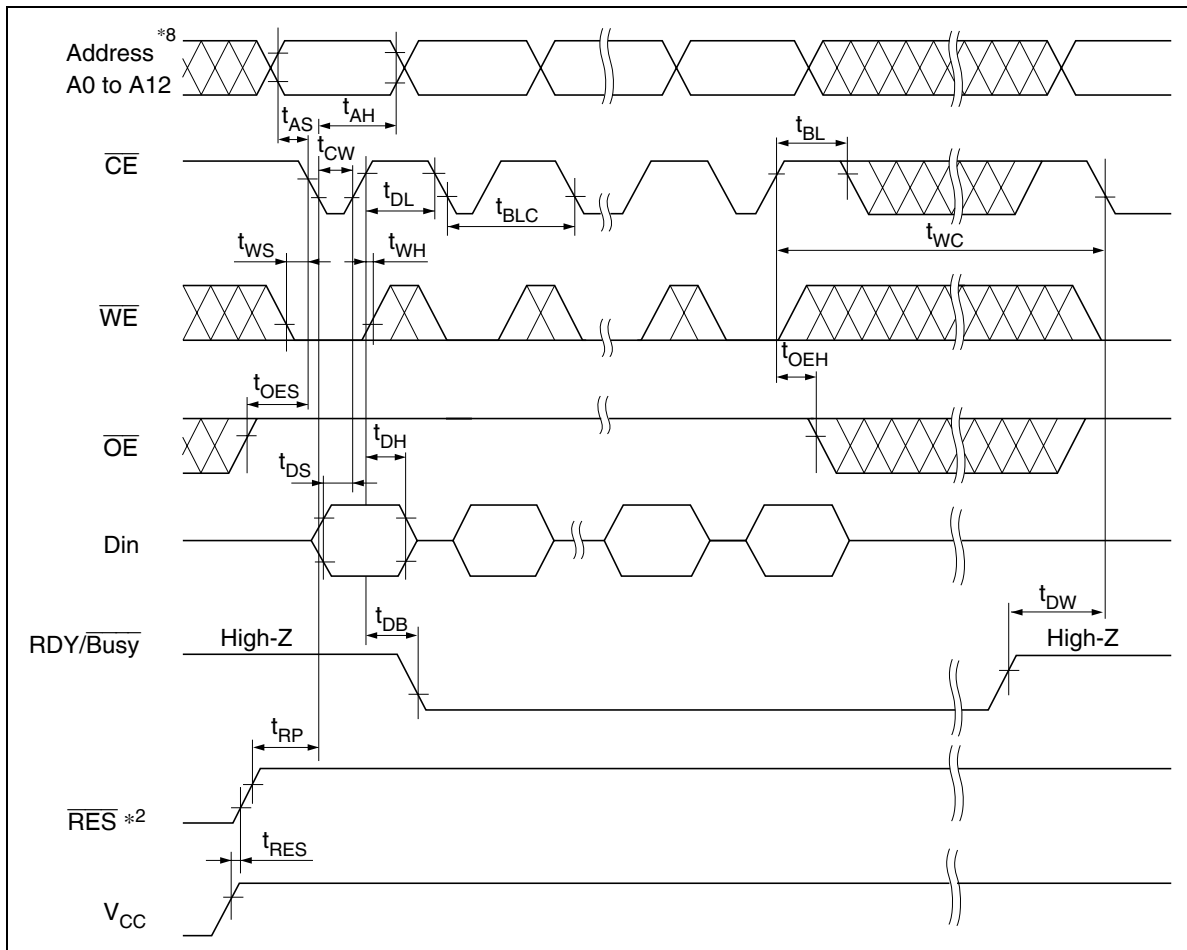 Address *8
A0 to A12
tAS
tAH
tBL
CE
tCW
tDL
tBLC
tWC
tWS
tWH
WE
tOEH
tOES
OE
tDH
tDS
Din
tDB
tDW
RDY/Busy
High-Z
High-Z
tRP
RES *2
tRES
VCC